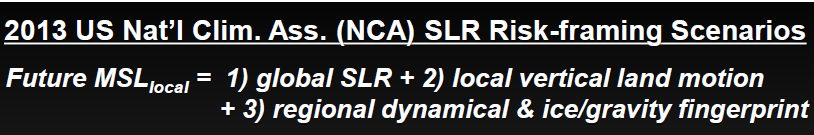 2013 US Nat'l Clim. Ass. (NCA) SLR Risk-framing Scenarios
Future MSLlocal = 1) global SLR + 2) local vertical land motion
+ 3) regional dynamical & ice/gravity fingerprint